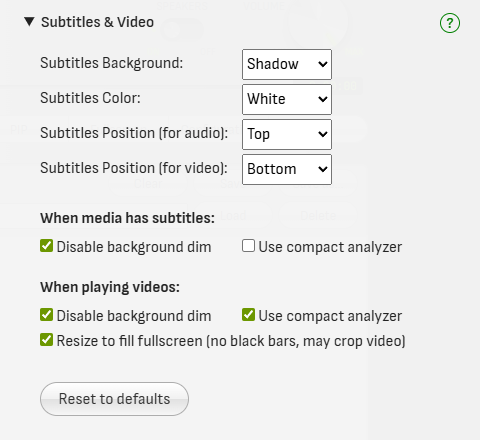 ▼ Subtitles & Video ?
Subtitles Background: Shadow
Subtitles Color: White
Subtitles Position (for audio): Top
Subtitles Position (for video): Bottom
When media has subtitles:
Disable background dim Use compact analyzer
When playing videos:
Disable background dim Use compact analyzer
Resize to fill fullscreen (no black bars, may crop video)
Reset to defaults